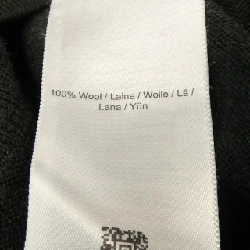 100% Wool / Laine / Wolle / Lã /
Lana / Yün